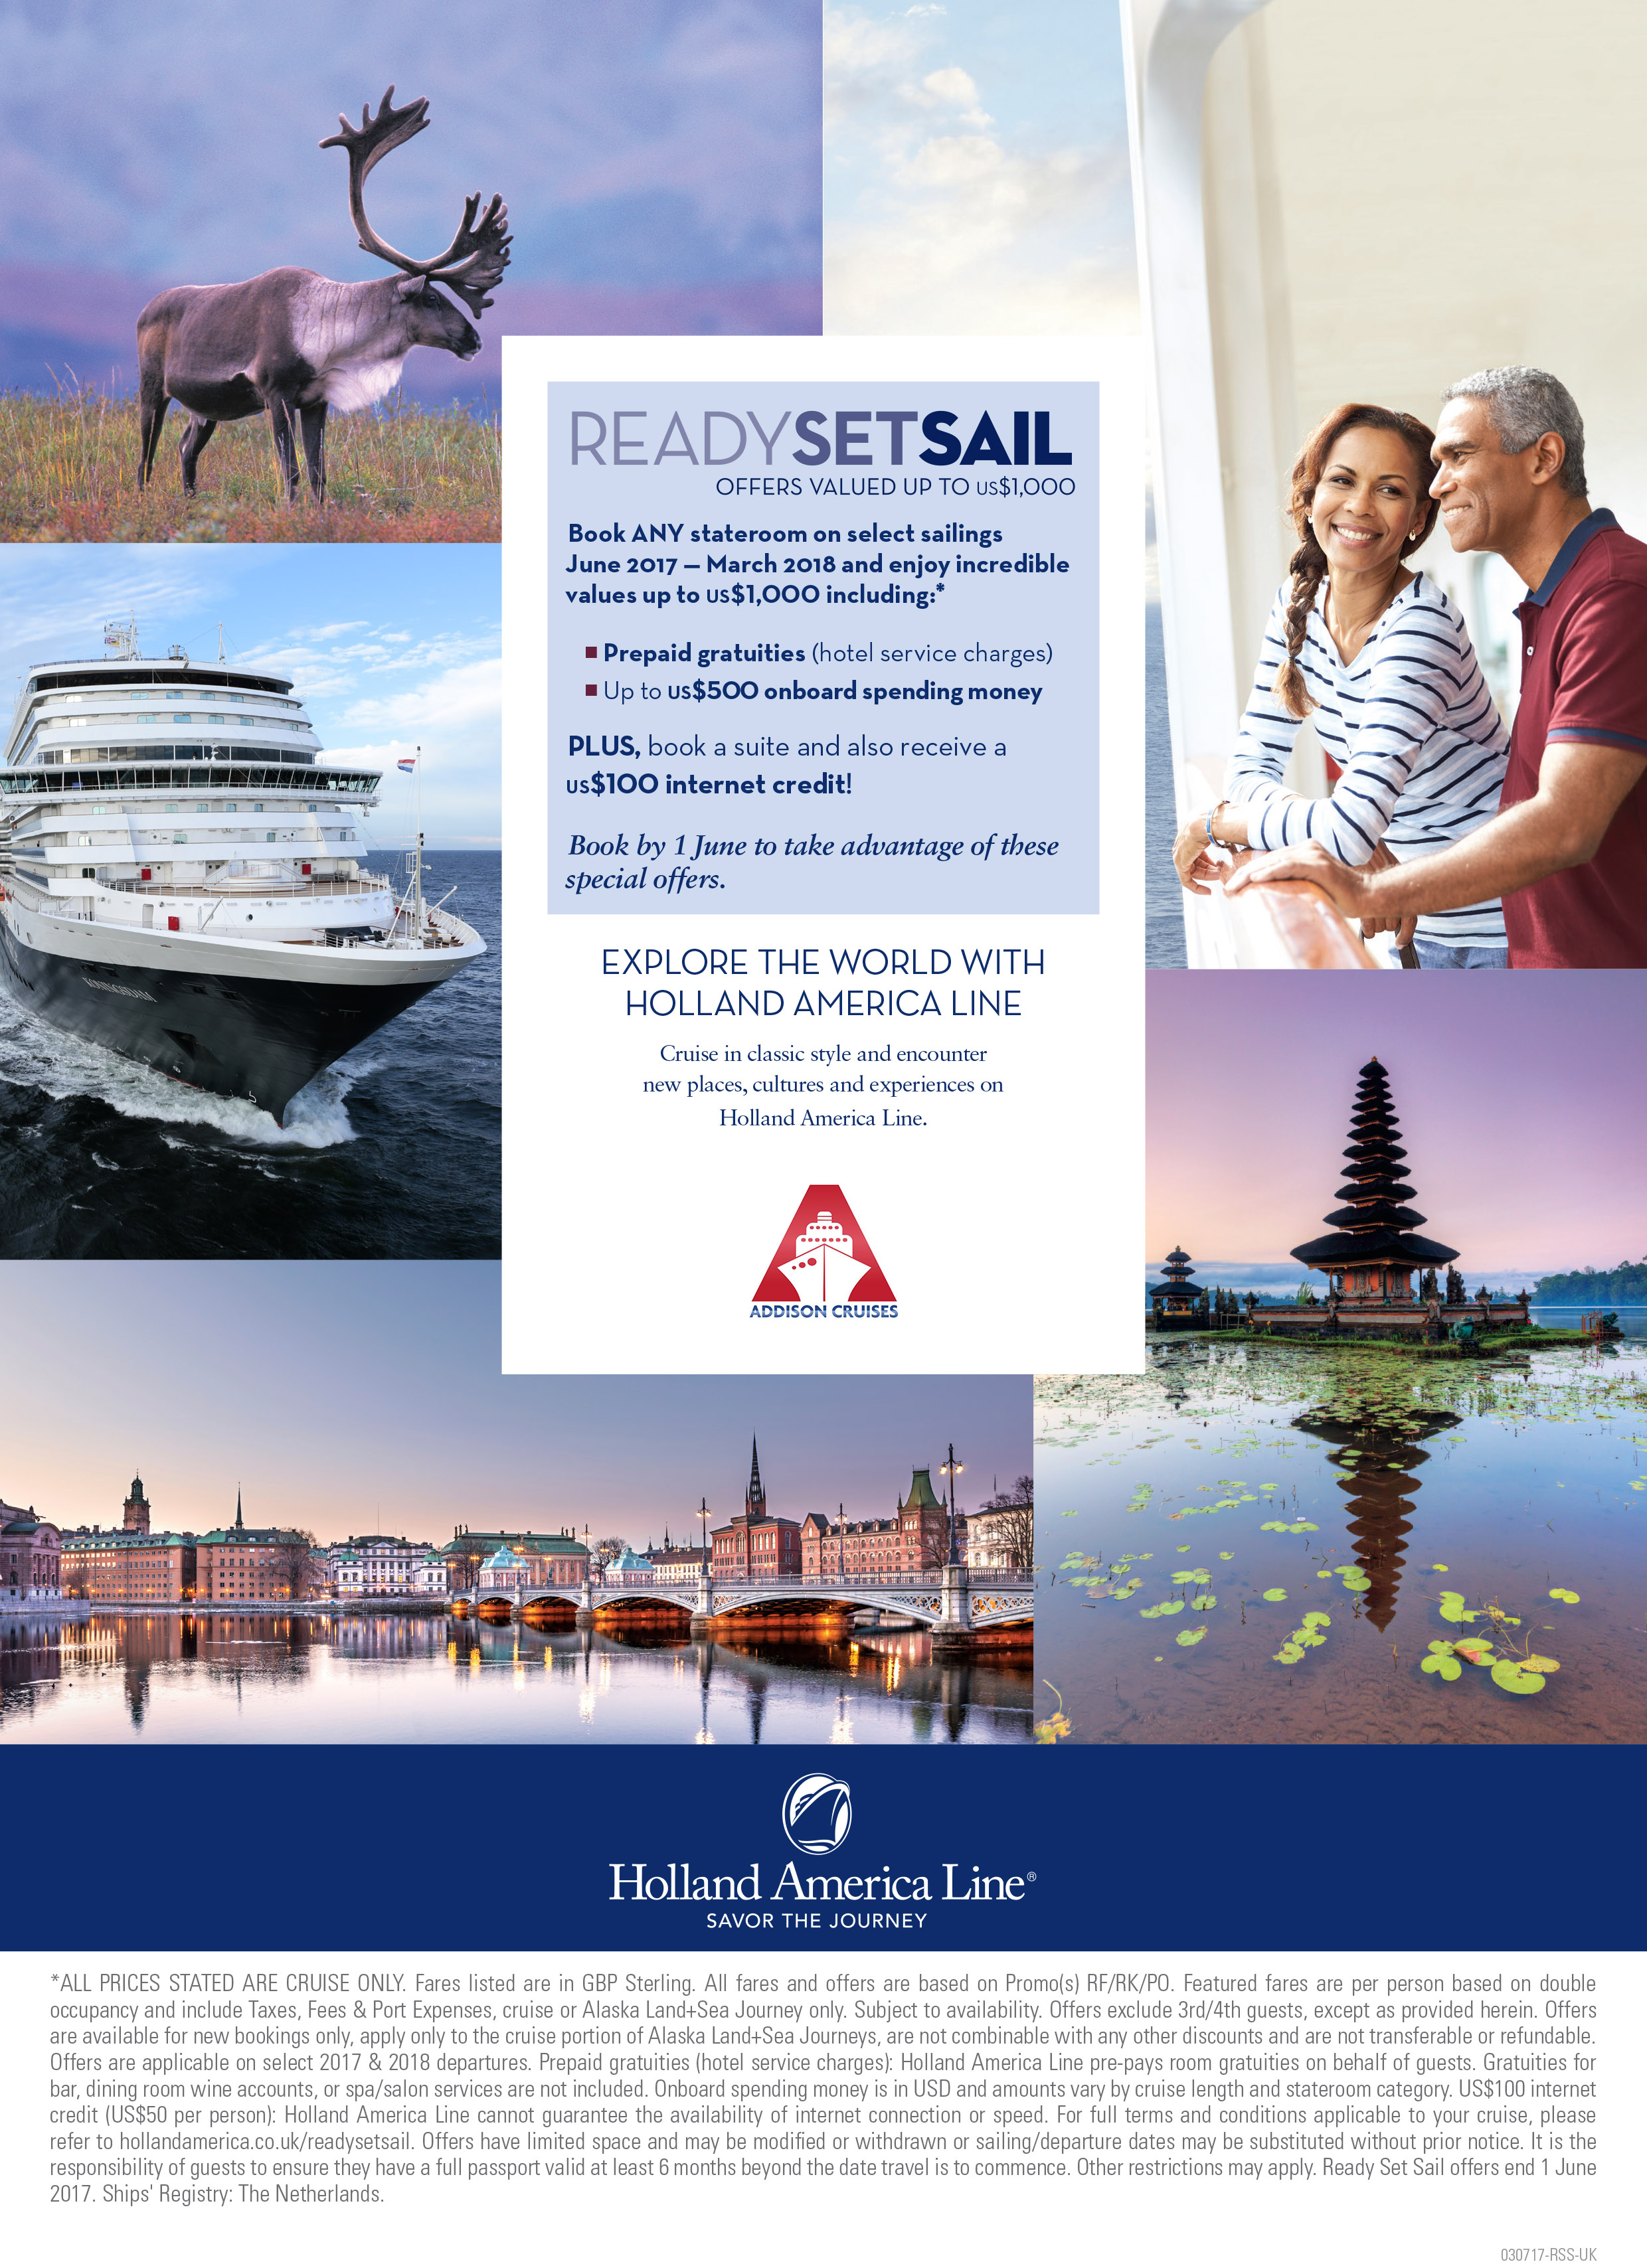 READYSETSAIL
OFFERS VALUED UP TO US$1,000
Book ANY stateroom on select sailings
June 2017 – March 2018 and enjoy incredible
values up to US$1,000 including:*
■ Prepaid gratuities (hotel service charges)
■ Up to US$500 onboard spending money
PLUS, book a suite and also receive a
US$100 internet credit!
Book by 1 June to take advantage of these
special offers.
KONINGSDAM
EXPLORE THE WORLD WITH
HOLLAND AMERICA LINE
Cruise in classic style and encounter
new places, cultures and experiences on
Holland America Line.
ADDISON CRUISES
Holland America Line®
SAVOR THE JOURNEY
*ALL PRICES STATED ARE CRUISE ONLY. Fares listed are in GBP Sterling. All fares and offers are based on Promo(s) RF/RK/PO. Featured fares are per person based on double
occupancy and include Taxes, Fees & Port Expenses, cruise or Alaska Land+Sea Journey only. Subject to availability. Offers exclude 3rd/4th guests, except as provided herein. Offers
are available for new bookings only, apply only to the cruise portion of Alaska Land+Sea Journeys, are not combinable with any other discounts and are not transferable or refundable.
Offers are applicable on select 2017 & 2018 departures. Prepaid gratuities (hotel service charges): Holland America Line pre-pays room gratuities on behalf of guests. Gratuities for
bar, dining room wine accounts, or spa/salon services are not included. Onboard spending money is in USD and amounts vary by cruise length and stateroom category. US$100 internet
credit (US$50 per person): Holland America Line cannot guarantee the availability of internet connection or speed. For full terms and conditions applicable to your cruise, please
refer to hollandamerica.co.uk/readysetsail. Offers have limited space and may be modified or withdrawn or sailing/departure dates may be substituted without prior notice. It is the
responsibility of guests to ensure they have a full passport valid at least 6 months beyond the date travel is to commence. Other restrictions may apply. Ready Set Sail offers end 1 June
2017. Ships' Registry: The Netherlands.
030717-RSS-UK